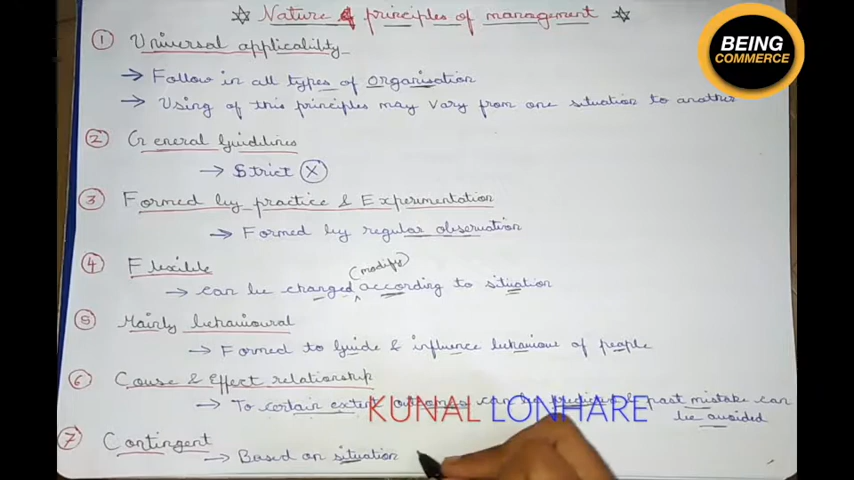 ☆ Nature & principles of management ☆
BEING
COMMERCE
① Universal applicability
→ Follow in all types of organisation
→ Using of this principles may vary from one situation to another
② General guidelines
→ Strict ⓧ
③ Formed by practice & Experimentation
→ Formed by regular observation
④ Flexible
(modify)
→ can be changed ^ according to situation
⑤ Mainly behavioural
→ Formed to guide & influence behaviour of people
⑥ Cause & Effect relationship
→ To certain extent outcomes can be & past mistake can
be avoided
KUNAL LONHARE
⑦ Contingent
→ Based on situation